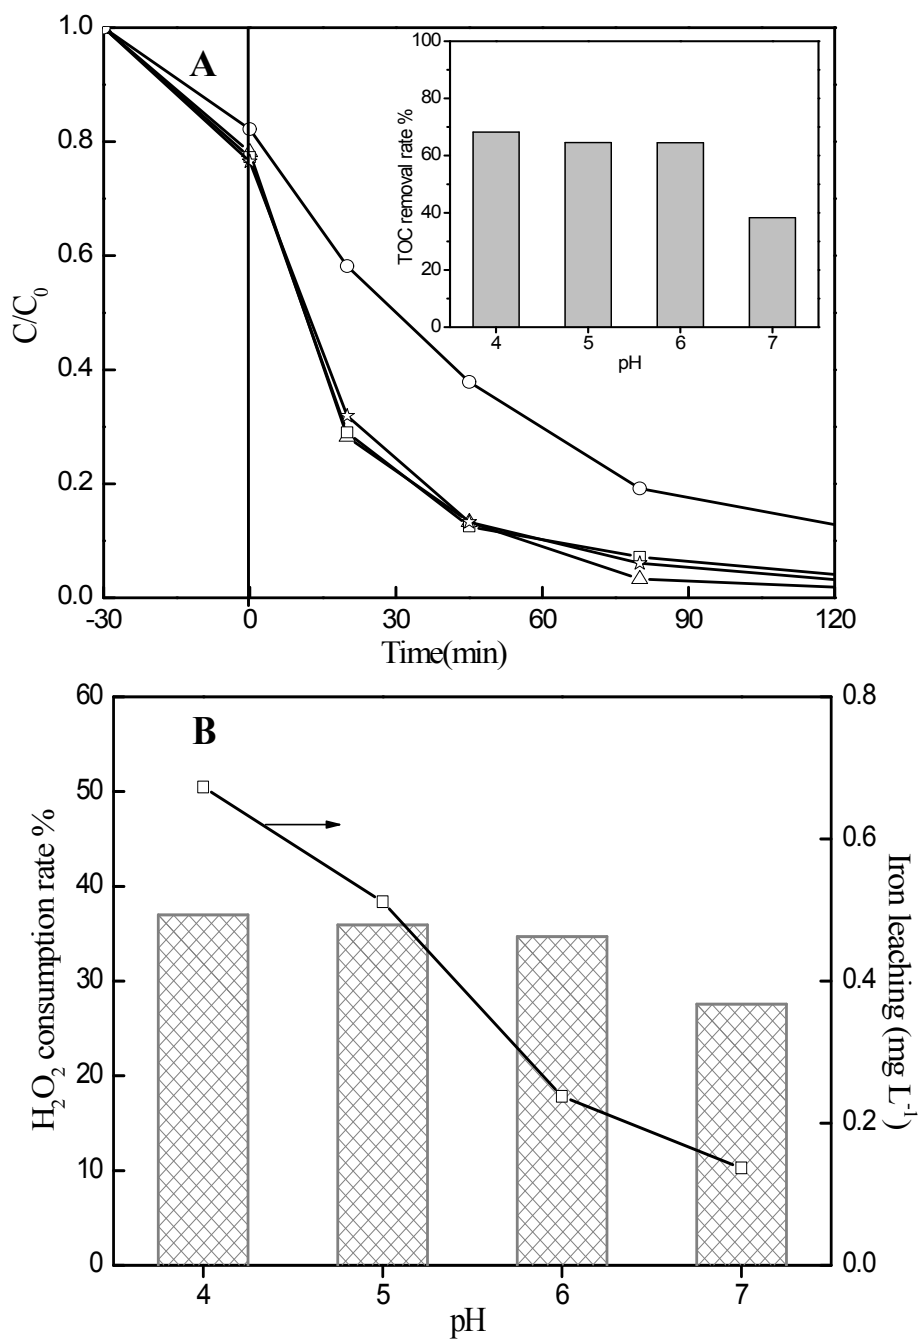 A
1.0
0.8
0.6
0.4
0.2
0.0
C/C₀
-30 0 30 60 90 120
Time(min)
100
80
60
40
20
0
TOC removal rate %
4 5 6 7
pH
B
60
50
40
30
20
10
0
H₂O₂ consumption rate %
0.8
0.6
0.4
0.2
0.0
Iron leaching (mg L⁻¹)
4 5 6 7
pH